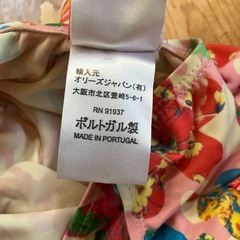 輸入元
オリーズジャパン(有)
大阪市北区豊崎5-6-1
RN 91937
ポルトガル製
MADE IN PORTUGAL